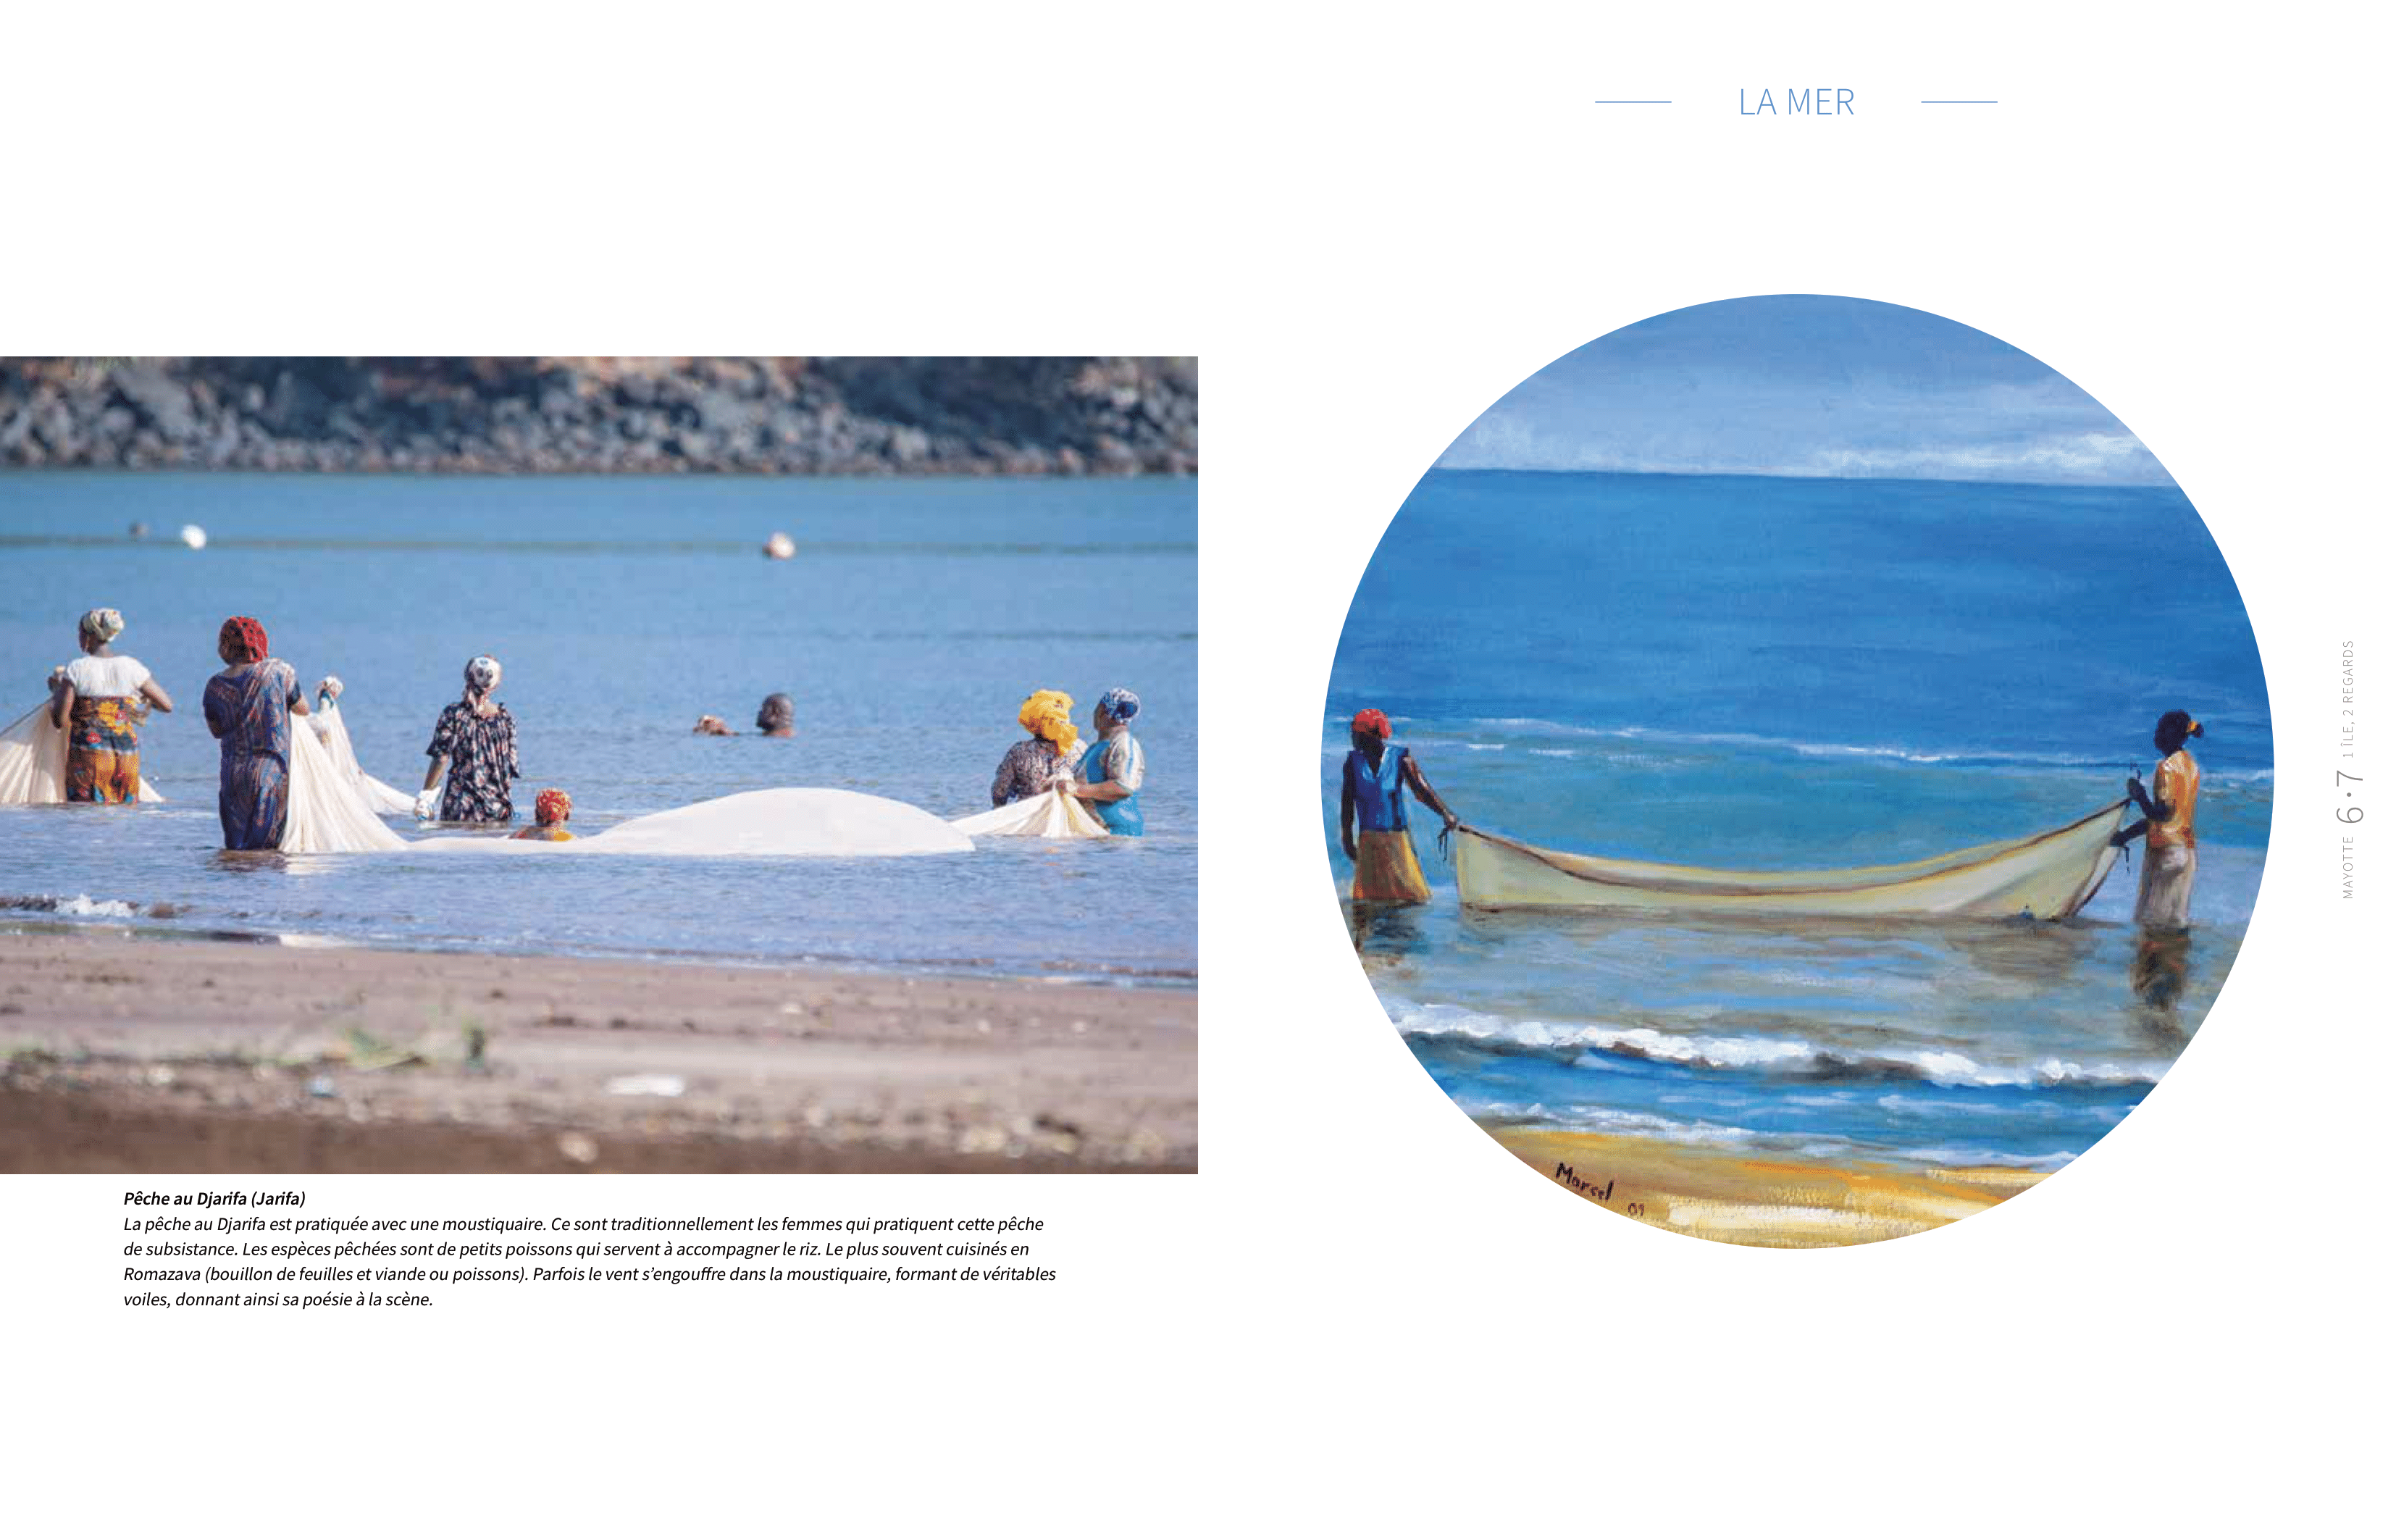 LA MER
Pêche au Djarifa (Jarifa)
La pêche au Djarifa est pratiquée avec une moustiquaire. Ce sont traditionnellement les femmes qui pratiquent cette pêche
de subsistance. Les espèces pêchées sont de petits poissons qui servent à accompagner le riz. Le plus souvent cuisinés en
Romazava (bouillon de feuilles et viande ou poissons). Parfois le vent s’engouffre dans la moustiquaire, formant de véritables
voiles, donnant ainsi sa poésie à la scène.
Marcel
09
MAYOTTE 6•7 1 ÎLE, 2 REGARDS